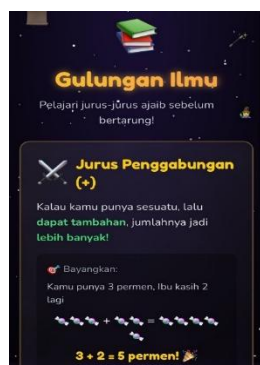 Gulungan Ilmu
Pelajari jurus-jurus ajaib sebelum
bertarung!
Jurus Penggabungan
(+)
Kalau kamu punya sesuatu, lalu
dapat tambahan, jumlahnya jadi
lebih banyak!
Bayangkan:
Kamu punya 3 permen, Ibu kasih 2
lagi
+ =
3 + 2 = 5 permen!